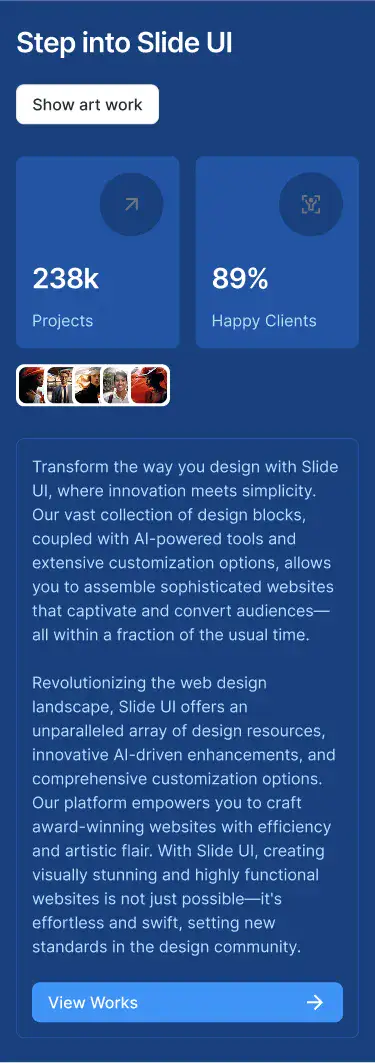 Step into Slide UI
Show art work
238k
Projects
89%
Happy Clients
Transform the way you design with Slide
UI, where innovation meets simplicity.
Our vast collection of design blocks,
coupled with AI-powered tools and
extensive customization options, allows
you to assemble sophisticated websites
that captivate and convert audiences—
all within a fraction of the usual time.
Revolutionizing the web design
landscape, Slide UI offers an
unparalleled array of design resources,
innovative AI-driven enhancements, and
comprehensive customization options.
Our platform empowers you to craft
award-winning websites with efficiency
and artistic flair. With Slide UI, creating
visually stunning and highly functional
websites is not just possible—it's
effortless and swift, setting new
standards in the design community.
View Works